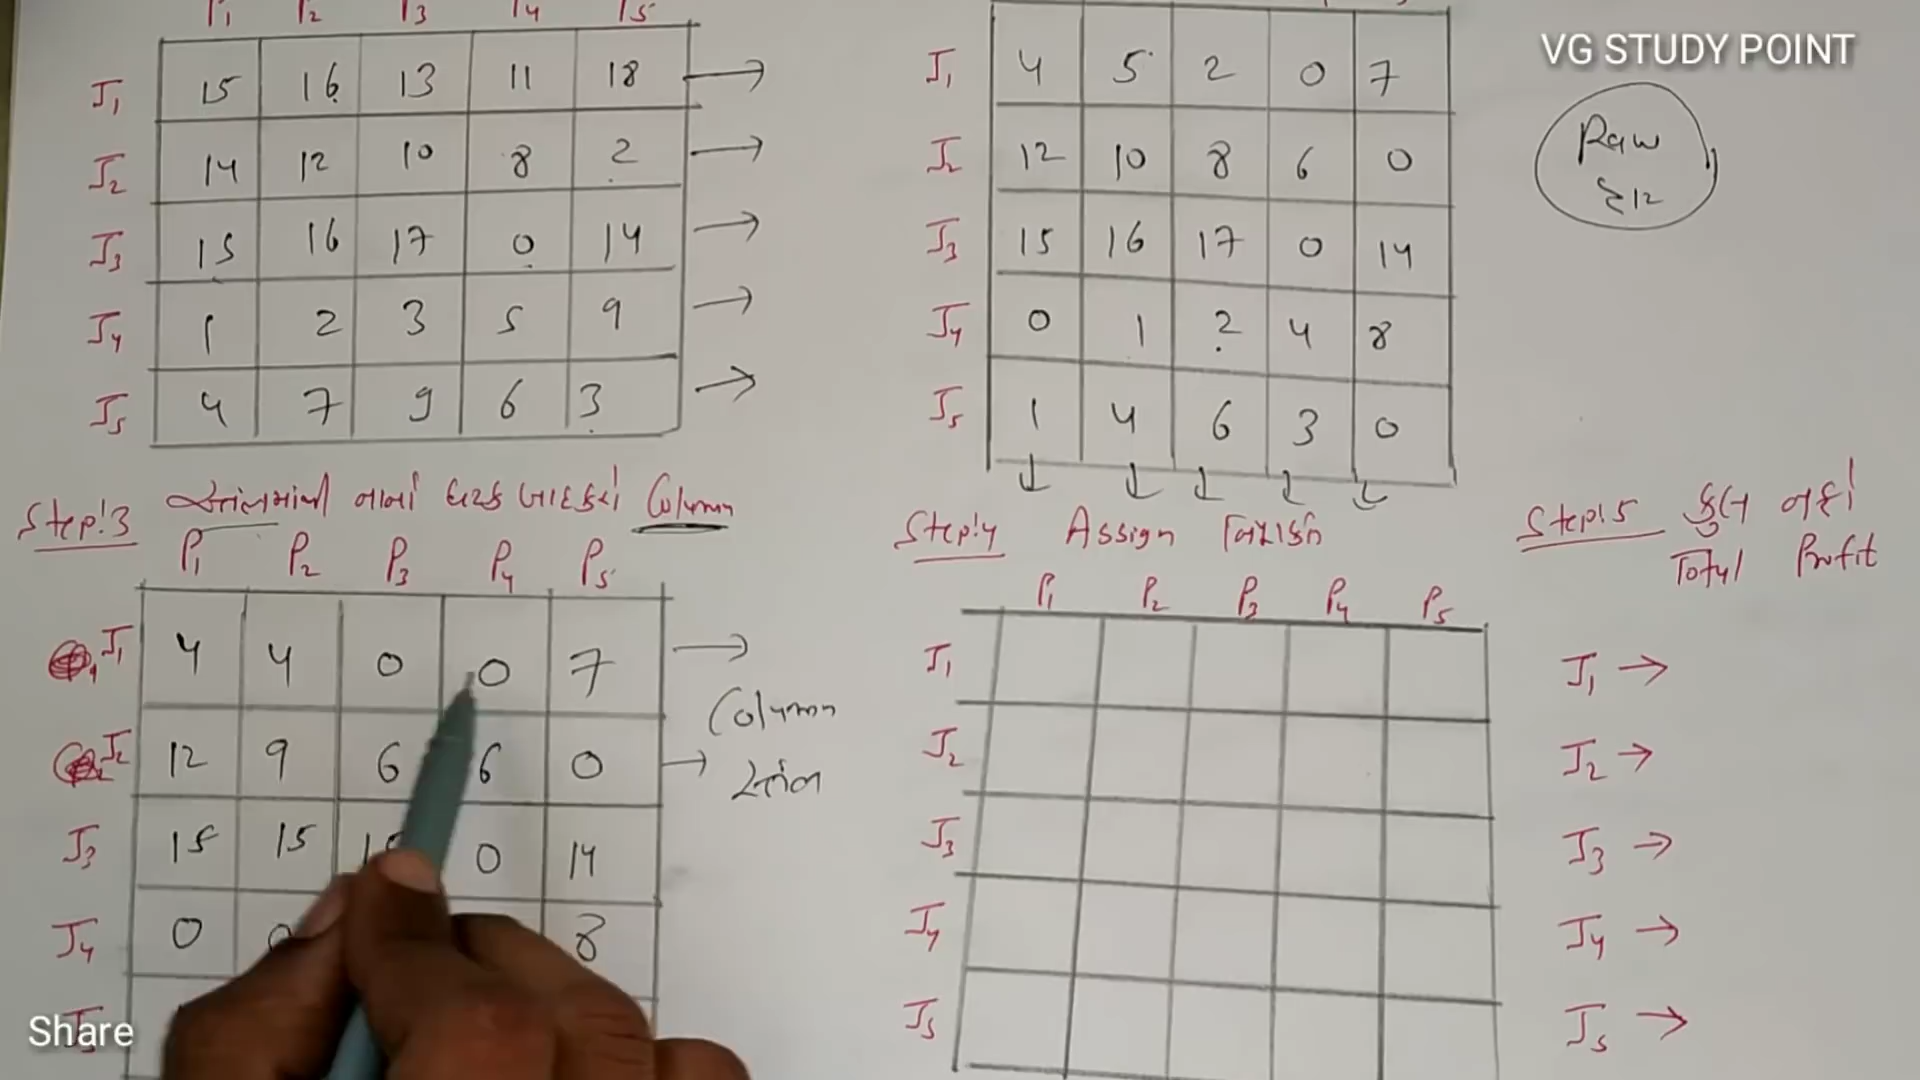 P1 P2 P3 P4 P5
J1 15 16 13 11 18
J2 14 12 10 8 2
J3 15 16 17 0 14
J4 1 2 3 5 9
J5 4 7 9 6 3
J1 4 5 2 0 7
J2 12 10 8 6 0
J3 15 16 17 0 14
J4 0 1 2 4 8
J5 1 4 6 3 0
VG STUDY POINT
Raw
Step:3 Column
P1 P2 P3 P4 P5
J1 4 4 0 0 7
J2 12 9 6 6 0
J3 15 15 0 14
J4 0 8
Column
Step:4 Assign
P1 P2 P3 P4 P5
J1
J2
J3
J4
J5
Step:5
Total Profit
J1
J2
J3
J4
J5
Share